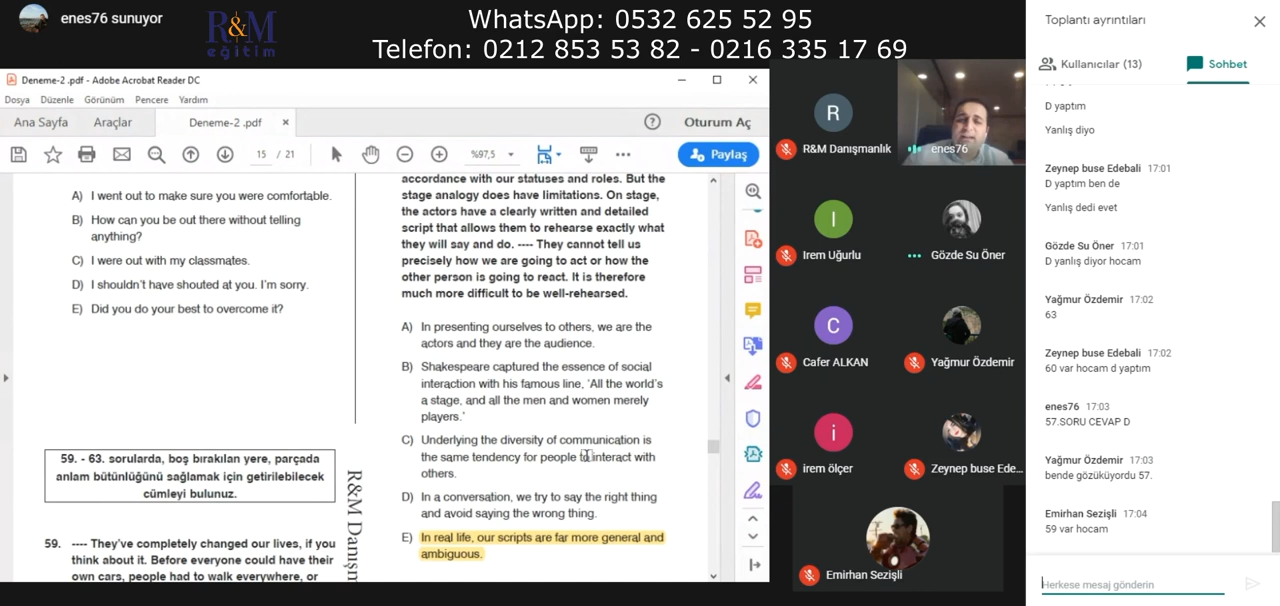 enes76 sunuyor
R&M
eğitim
WhatsApp: 0532 625 52 95
Telefon: 0212 853 53 82 - 0216 335 17 69
Deneme-2 .pdf - Adobe Acrobat Reader DC
Dosya Düzenle Görünüm Pencere Yardım
Ana Sayfa Araçlar Deneme-2 .pdf × Oturum Aç
15 / 21 %97,5 Paylaş
A) I went out to make sure you were comfortable.
B) How can you be out there without telling
anything?
C) I were out with my classmates.
D) I shouldn't have shouted at you. I'm sorry.
E) Did you do your best to overcome it?
59. - 63. sorularda, boş bırakılan yere, parçada
anlam bütünlüğünü sağlamak için getirilebilecek
cümleyi bulunuz.
59. ---- They've completely changed our lives, if you
think about it. Before everyone could have their
own cars, people had to walk everywhere, or
R&M Danışm
accordance with our statuses and roles. But the
stage analogy does have limitations. On stage,
the actors have a clearly written and detailed
script that allows them to rehearse exactly what
they will say and do. ---- They cannot tell us
precisely how we are going to act or how the
other person is going to react. It is therefore
much more difficult to be well-rehearsed.
A) In presenting ourselves to others, we are the
actors and they are the audience.
B) Shakespeare captured the essence of social
interaction with his famous line, 'All the world's
a stage, and all the men and women merely
players.'
C) Underlying the diversity of communication is
the same tendency for people to interact with
others.
D) In a conversation, we try to say the right thing
and avoid saying the wrong thing.
E) In real life, our scripts are far more general and
ambiguous.
R
R&M Danışmanlık
enes76
I
Irem Uğurlu
Gözde Su Öner
C
Cafer ALKAN
Yağmur Özdemir
i
irem ölçer
Zeynep buse Ede...
Emirhan Sezişli
Toplantı ayrıntıları
Kullanıcılar (13) Sohbet
D yaptım
Yanlış diyo
Zeynep buse Edebali 17:01
D yaptım ben de
Yanlış dedi evet
Gözde Su Öner 17:01
D yanlış diyor hocam
Yağmur Özdemir 17:02
63
Zeynep buse Edebali 17:02
60 var hocam d yaptım
enes76 17:03
57.SORU CEVAP D
Yağmur Özdemir 17:03
bende gözüküyordu 57.
Emirhan Sezişli 17:04
59 var hocam
Herkese mesaj gönderin